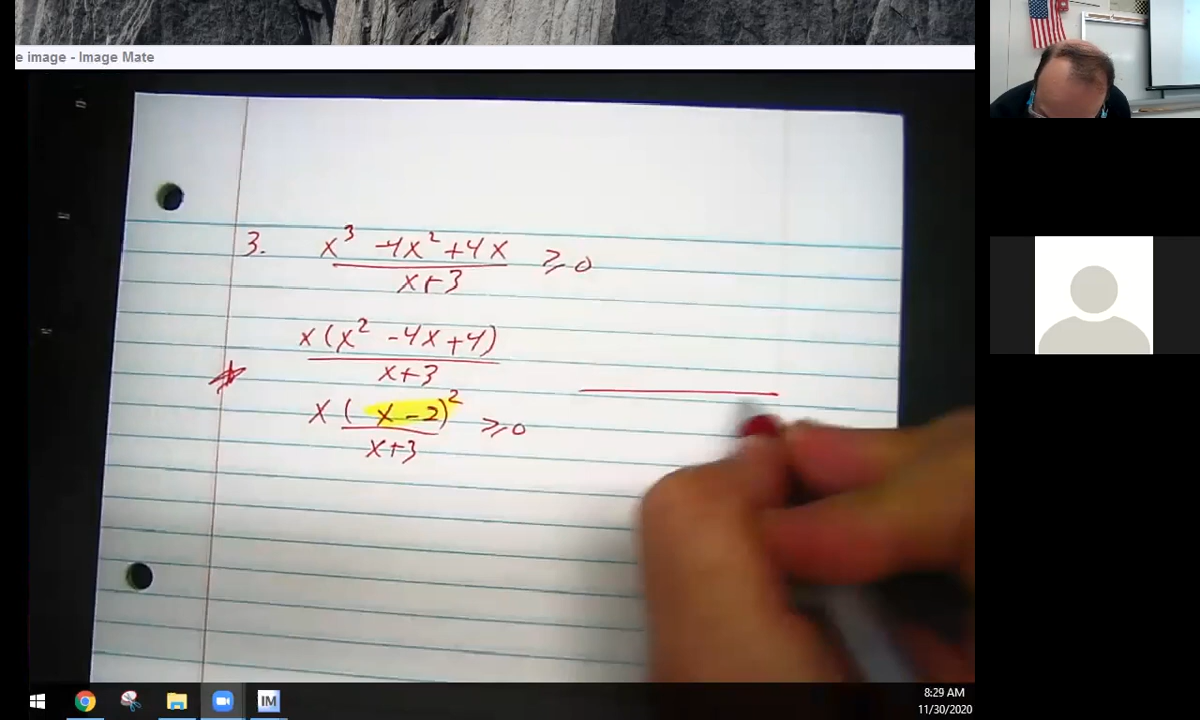 e image - Image Mate
3. x³ -4x² +4x
x+3
≥0
x(x² -4x+4)
x+3
x(x-2)²
x+3
≥0
IM
8:29 AM
11/30/2020